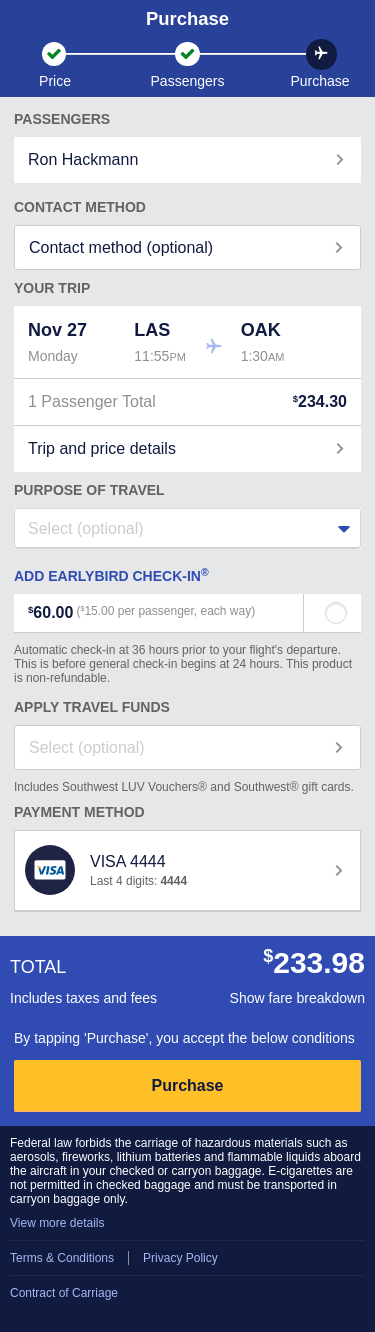 Purchase
Price
Passengers
Purchase
PASSENGERS
Ron Hackmann
CONTACT METHOD
Contact method (optional)
YOUR TRIP
Nov 27 LAS OAK
Monday 11:55PM 1:30AM
1 Passenger Total $234.30
Trip and price details
PURPOSE OF TRAVEL
Select (optional)
ADD EARLYBIRD CHECK-IN®
$60.00 ($15.00 per passenger, each way)
Automatic check-in at 36 hours prior to your flight's departure.
This is before general check-in begins at 24 hours. This product
is non-refundable.
APPLY TRAVEL FUNDS
Select (optional)
Includes Southwest LUV Vouchers® and Southwest® gift cards.
PAYMENT METHOD
VISA
VISA 4444
Last 4 digits: 4444
TOTAL $233.98
Includes taxes and fees Show fare breakdown
By tapping 'Purchase', you accept the below conditions
Purchase
Federal law forbids the carriage of hazardous materials such as
aerosols, fireworks, lithium batteries and flammable liquids aboard
the aircraft in your checked or carryon baggage. E-cigarettes are
not permitted in checked baggage and must be transported in
carryon baggage only.
View more details
Terms & Conditions Privacy Policy
Contract of Carriage